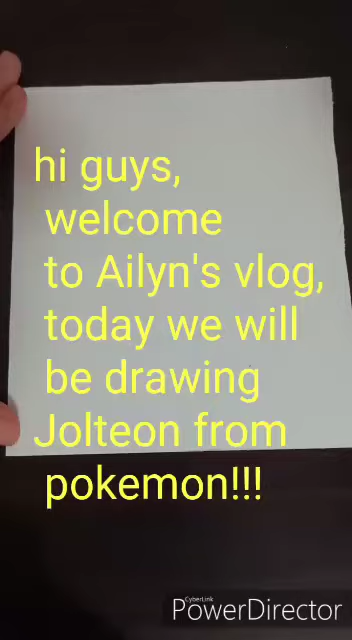 hi guys,
welcome
to Ailyn's vlog,
today we will
be drawing
Jolteon from
pokemon!!!
CyberLink
PowerDirector